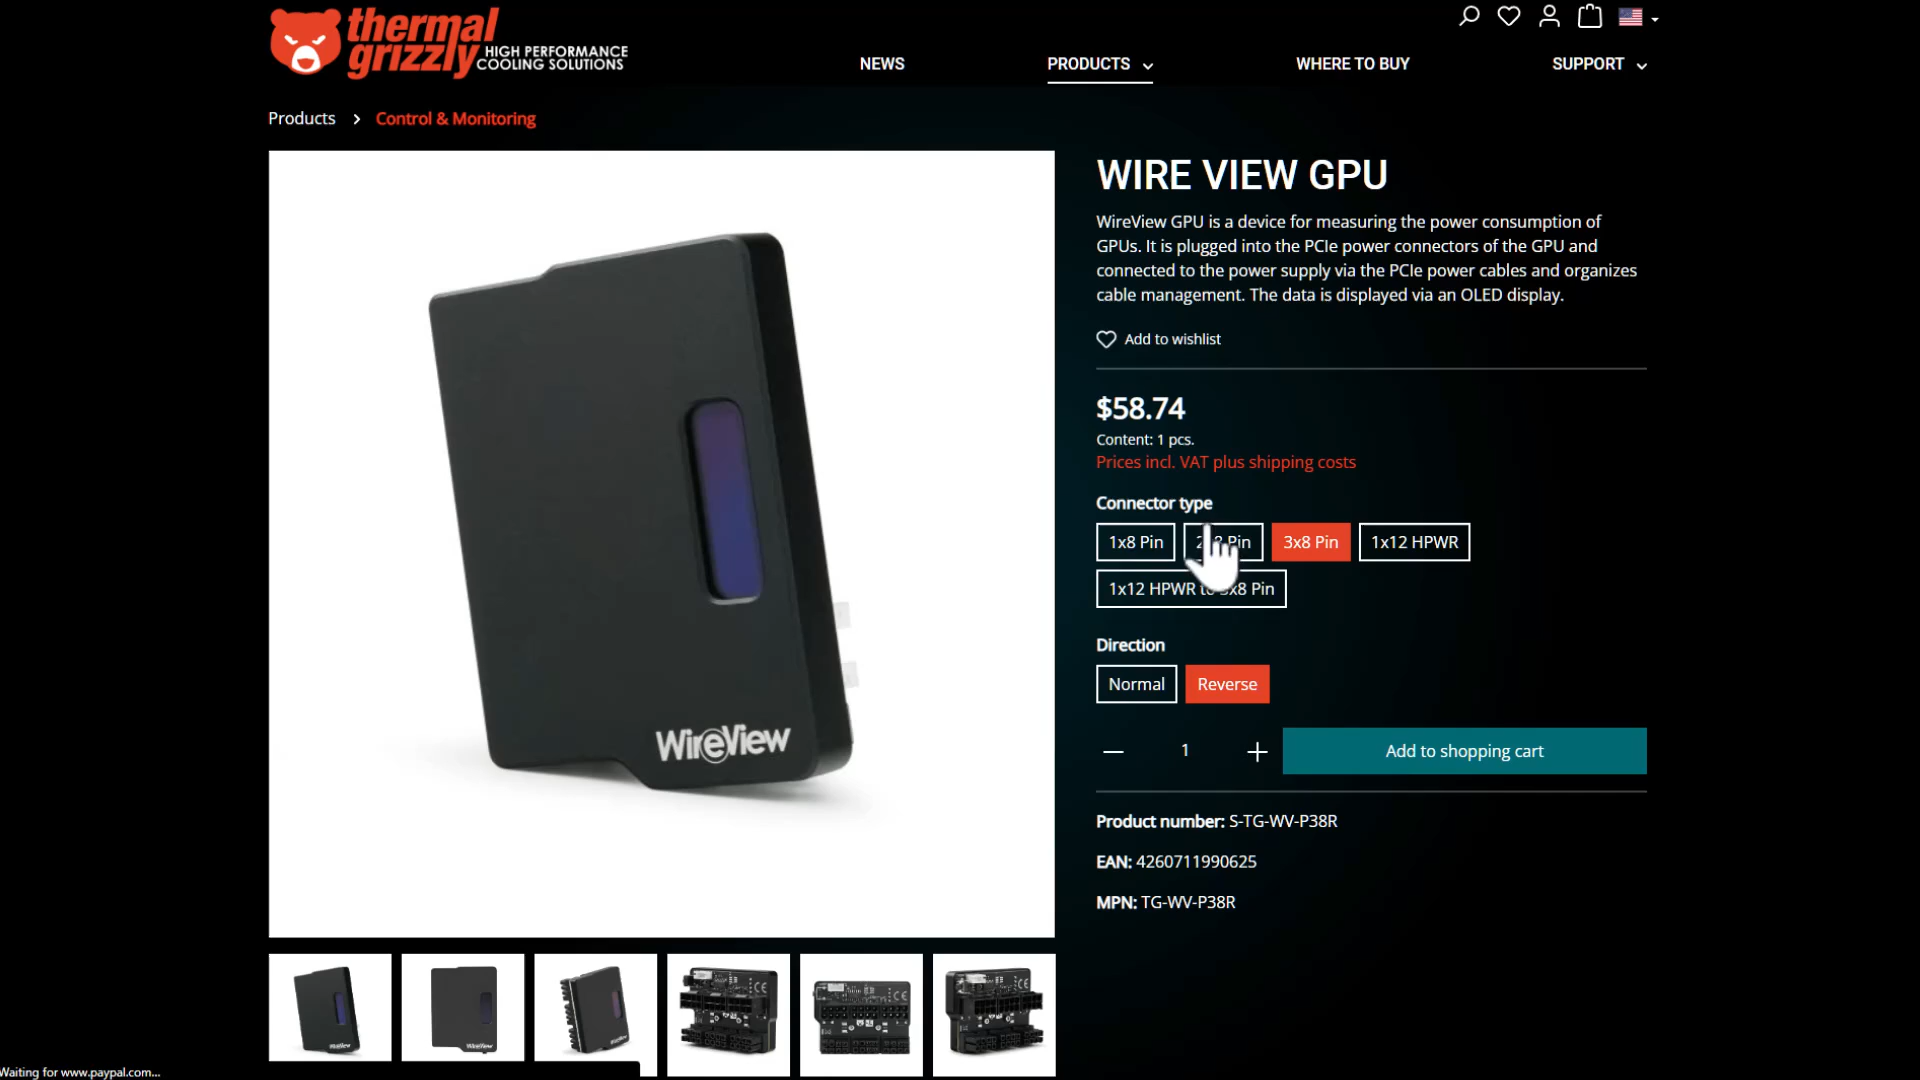 thermal
grizzly
HIGH PERFORMANCE
COOLING SOLUTIONS
NEWS
PRODUCTS
WHERE TO BUY
SUPPORT
Products
Control & Monitoring
WIRE VIEW GPU
WireView GPU is a device for measuring the power consumption of
GPUs. It is plugged into the PCIe power connectors of the GPU and
connected to the power supply via the PCIe power cables and organizes
cable management. The data is displayed via an OLED display.
Add to wishlist
$58.74
Content: 1 pcs.
Prices incl. VAT plus shipping costs
Connector type
1x8 Pin
Pin
3x8 Pin
1x12 HPWR
1x12 HPWR to 3x8 Pin
Direction
Normal
Reverse
1
Add to shopping cart
Product number: S-TG-WV-P38R
EAN: 4260711990625
MPN: TG-WV-P38R
WireView
WireView
WireView
WireView
Waiting for www.paypal.com...